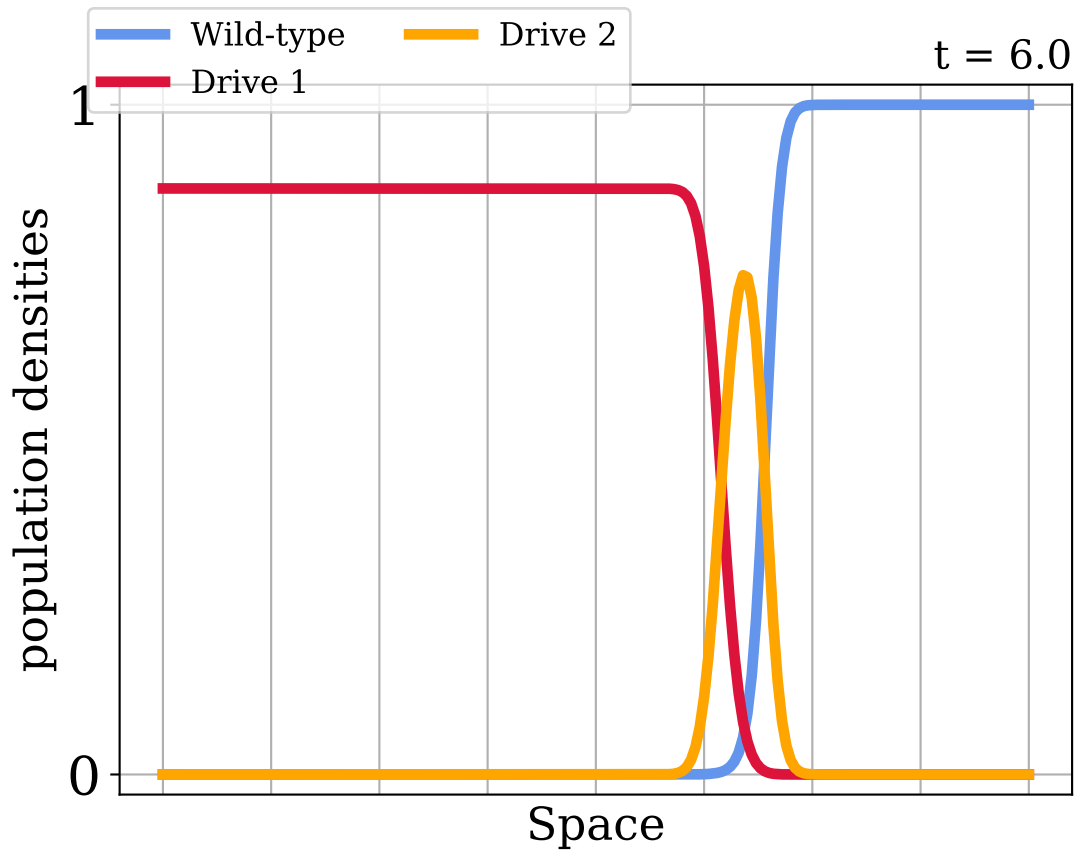 Wild-type
Drive 2
Drive 1
t = 6.0
1
population densities
0
Space